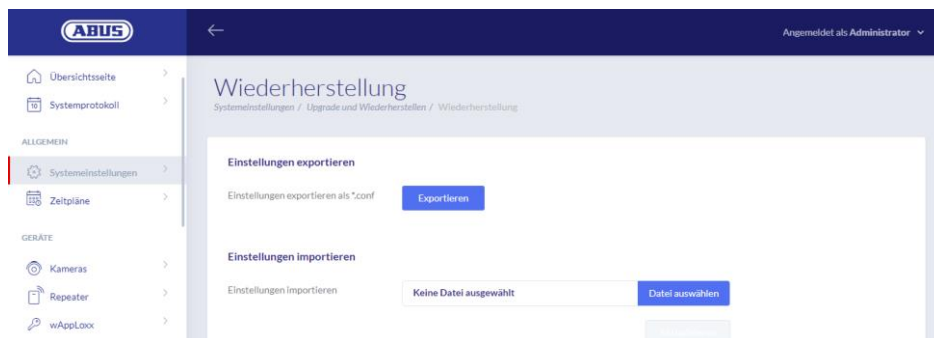 ABUS
Angemeldet als Administrator
Übersichtsseite
Systemprotokoll
ALLGEMEIN
Systemeinstellungen
Zeitpläne
GERÄTE
Kameras
Repeater
wAppLoxx
Wiederherstellung
Systemeinstellungen / Upgrade und Wiederherstellen / Wiederherstellung
Einstellungen exportieren
Einstellungen exportieren als *.conf Exportieren
Einstellungen importieren
Einstellungen importieren Keine Datei ausgewählt Datei auswählen